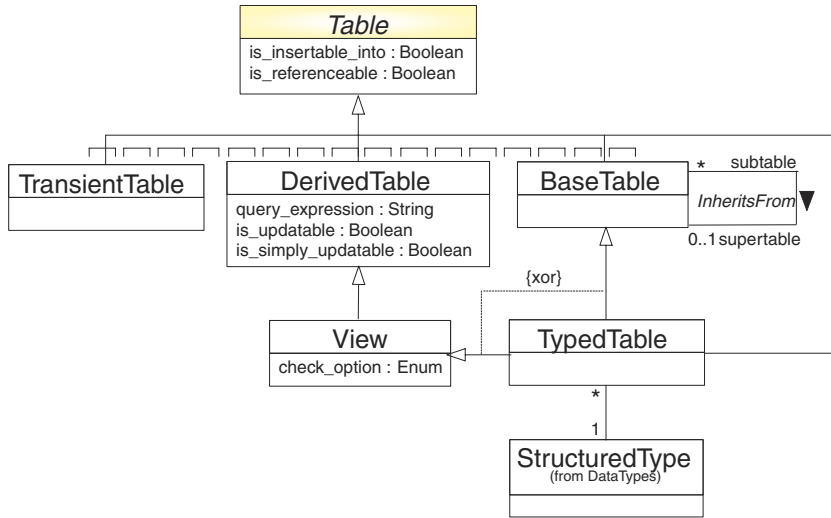 Table
is_insertable_into : Boolean
is_referenceable : Boolean
TransientTable
DerivedTable
query_expression : String
is_updatable : Boolean
is_simply_updatable : Boolean
BaseTable
* subtable
InheritsFrom
0..1 supertable
{xor}
View
check_option : Enum
TypedTable
*
1
StructuredType
(from DataTypes)